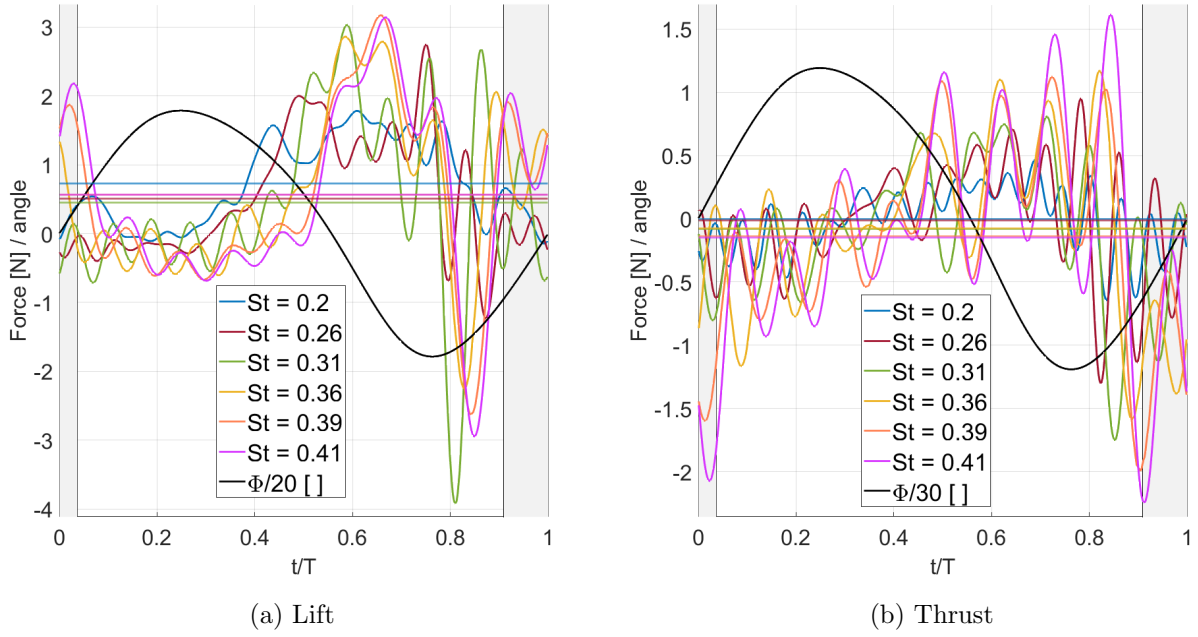 3
2
1
0
-1
-2
-3
-4
Force [N] / angle
St = 0.2
St = 0.26
St = 0.31
St = 0.36
St = 0.39
St = 0.41
Φ/20 [ ]
0
0.2
0.4
0.6
0.8
1
t/T
(a) Lift
1.5
1
0.5
0
-0.5
-1
-1.5
-2
Force [N] / angle
St = 0.2
St = 0.26
St = 0.31
St = 0.36
St = 0.39
St = 0.41
Φ/30 [ ]
0
0.2
0.4
0.6
0.8
1
t/T
(b) Thrust